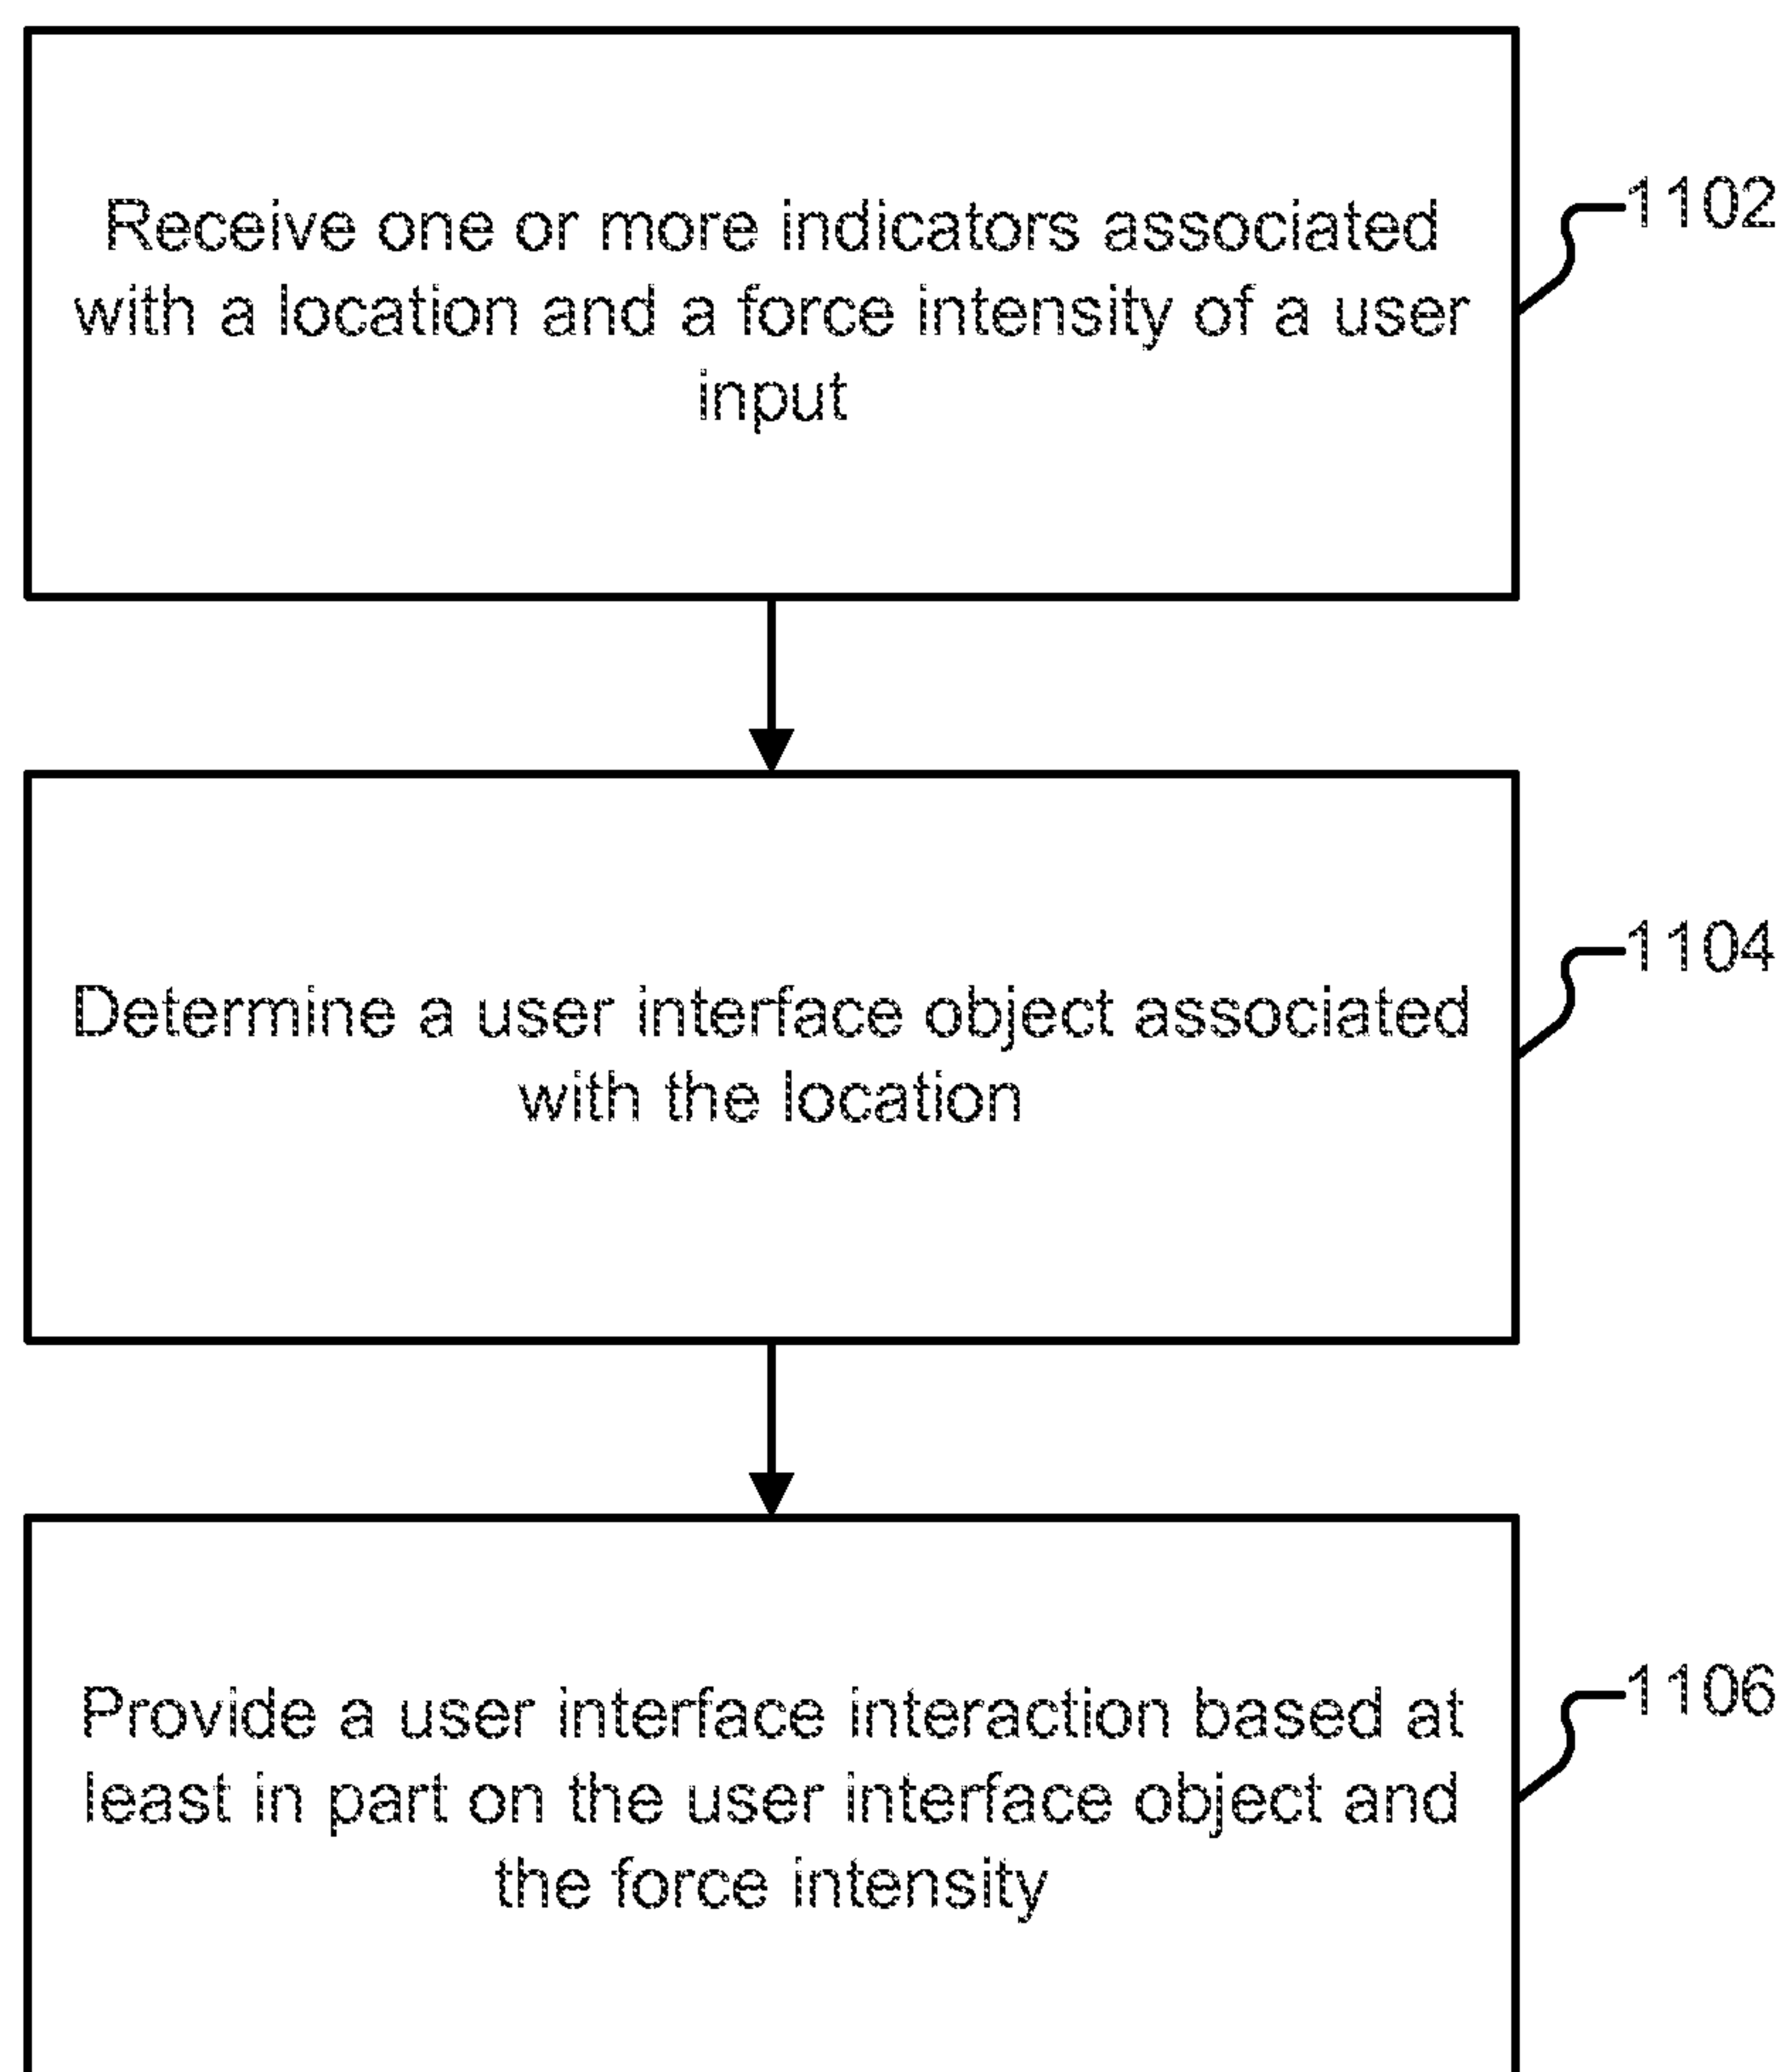 Receive one or more indicators associated
with a location and a force intensity of a user
input
1102
Determine a user interface object associated
with the location
1104
Provide a user interface interaction based at
least in part on the user interface object and
the force intensity
1106